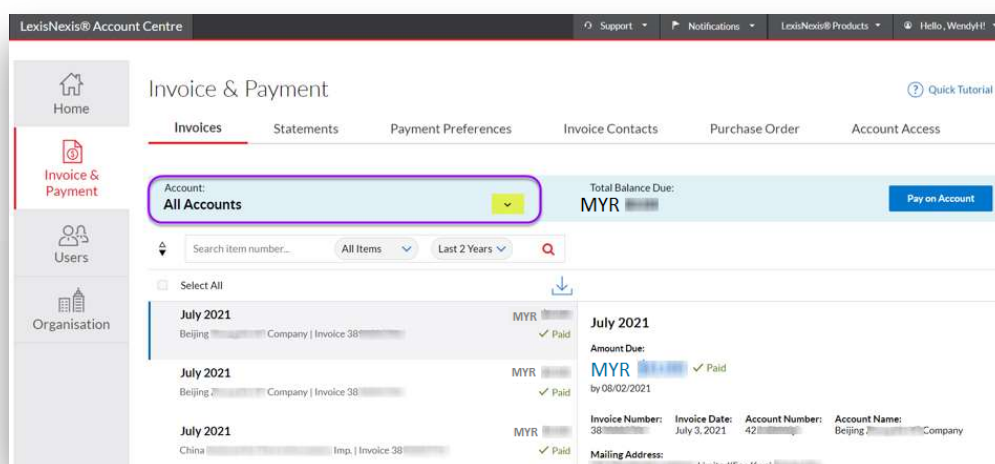 LexisNexis® Account Centre
Support
Notifications
LexisNexis® Products
Hello, WendyH!
Home
Invoice &
Payment
Users
Organisation
Invoice & Payment
? Quick Tutorial
Invoices Statements Payment Preferences Invoice Contacts Purchase Order Account Access
Account:
All Accounts
Total Balance Due:
MYR
Pay on Account
Search item number... All Items Last 2 Years
Select All
July 2021 MYR
Beijing Company | Invoice 38 Paid
July 2021 MYR
Beijing Company | Invoice 38 Paid
July 2021 MYR
China Imp. | Invoice 38 Paid
July 2021
Amount Due:
MYR Paid
by 08/02/2021
Invoice Number: Invoice Date: Account Number: Account Name:
38 July 3, 2021 42 Beijing Company
Mailing Address: